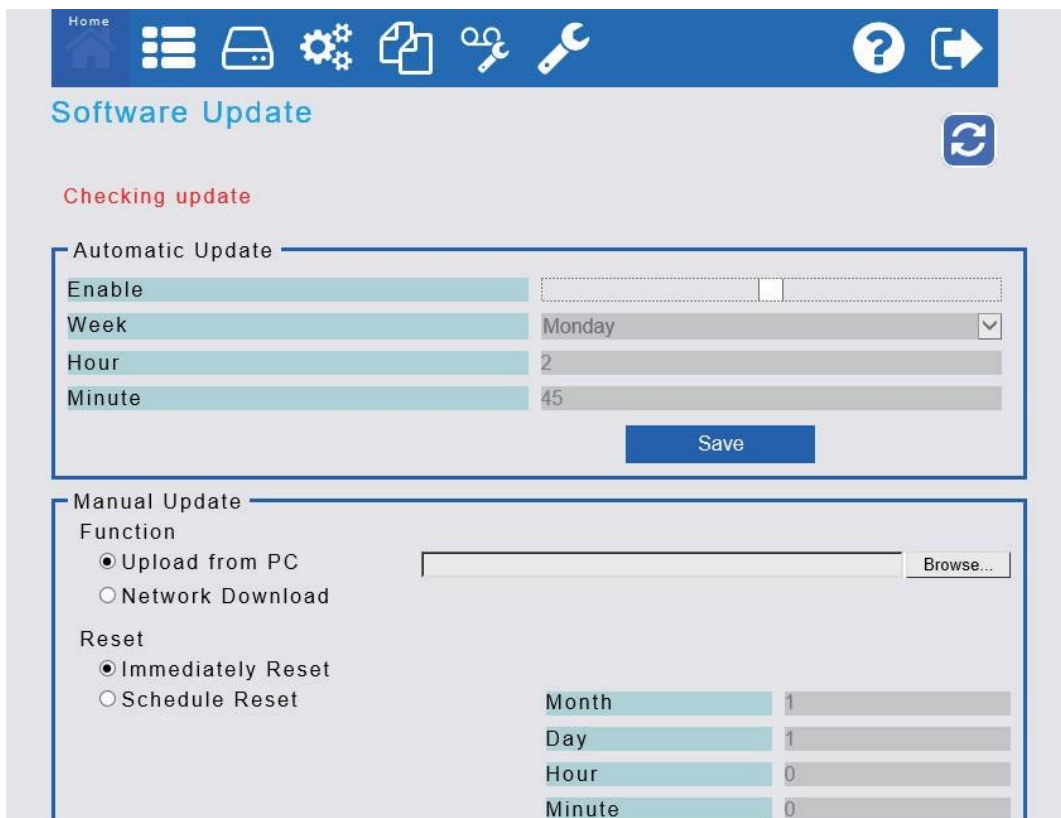 Home
Software Update
Checking update
Automatic Update
Enable
Week Monday
Hour 2
Minute 45
Save
Manual Update
Function
Upload from PC Browse...
Network Download
Reset
Immediately Reset
Schedule Reset Month 1
Day 1
Hour 0
Minute 0